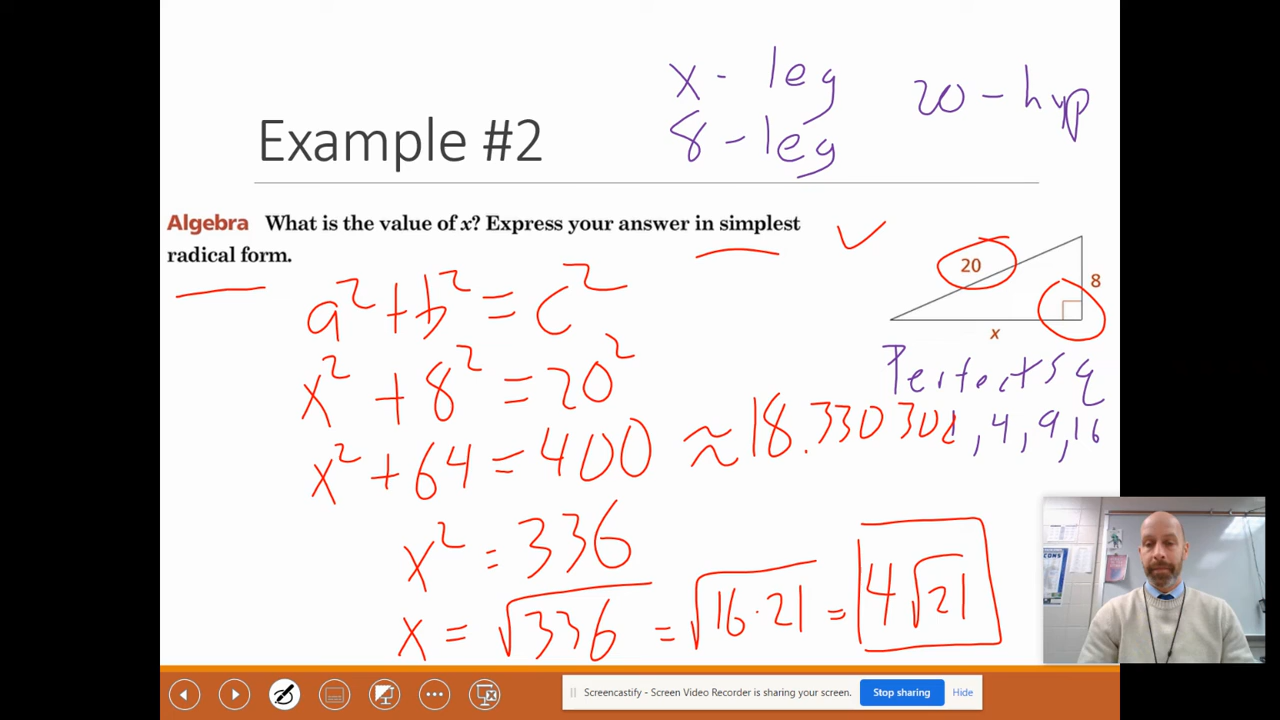 x - leg
8 - leg
20 - hyp
Example #2
Algebra What is the value of x? Express your answer in simplest
radical form.
20
8
x
a² + b² = c²
x² + 8² = 20²
x² + 64 = 400
x² = 336
x = √336 = √16·21 = 4√21
≈ 18.330 30
Perfect Sq
1, 4, 9, 16
Screencastify - Screen Video Recorder is sharing your screen.
Stop sharing
Hide